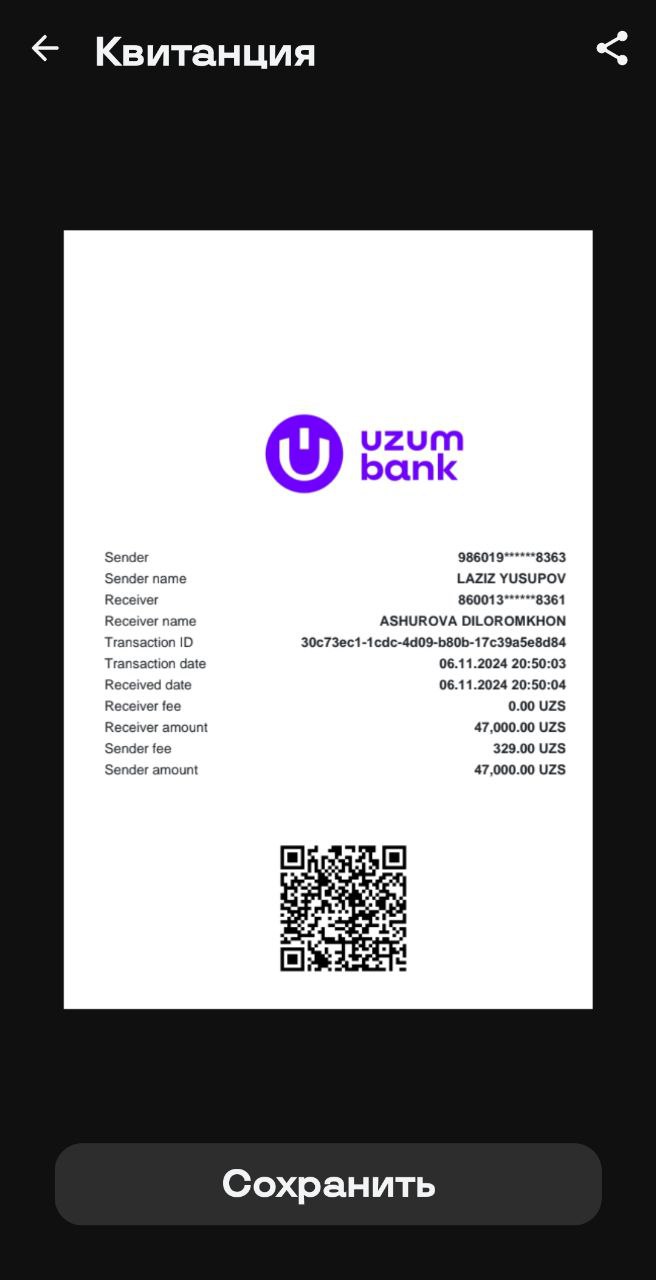 Квитанция
uzum
bank
Sender 986019******8363
Sender name LAZIZ YUSUPOV
Receiver 860013******8361
Receiver name ASHUROVA DILOROMKHON
Transaction ID 30c73ec1-1cdc-4d09-b80b-17c39a5e8d84
Transaction date 06.11.2024 20:50:03
Received date 06.11.2024 20:50:04
Receiver fee 0.00 UZS
Receiver amount 47,000.00 UZS
Sender fee 329.00 UZS
Sender amount 47,000.00 UZS
Сохранить